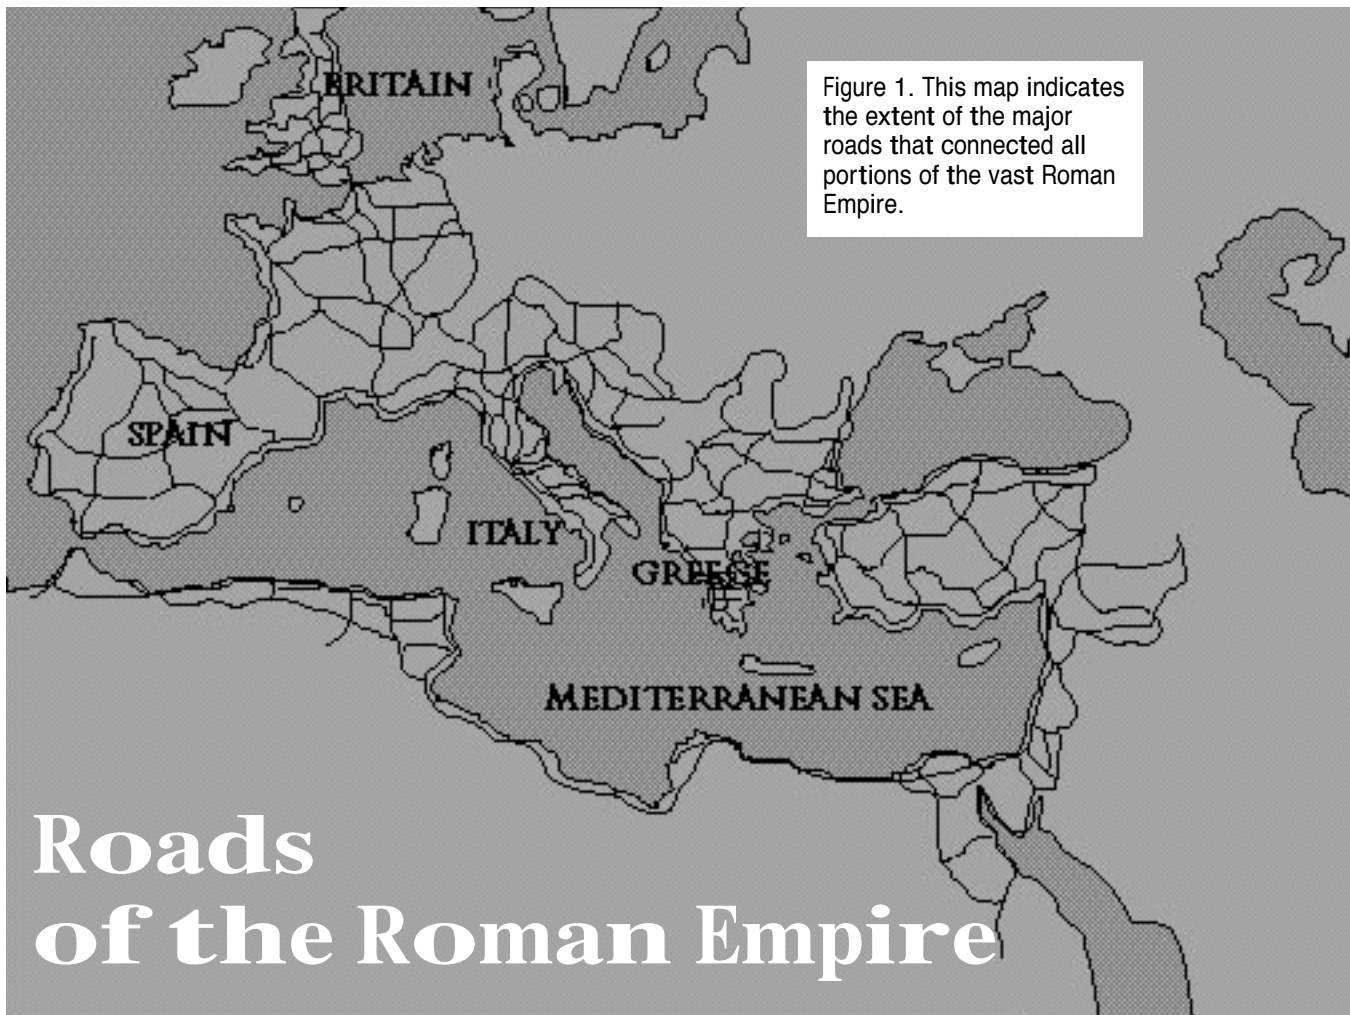 BRITAIN
Figure 1. This map indicates
the extent of the major
roads that connected all
portions of the vast Roman
Empire.
SPAIN
ITALY
GREECE
MEDITERRANEAN SEA
Roads
of the Roman Empire